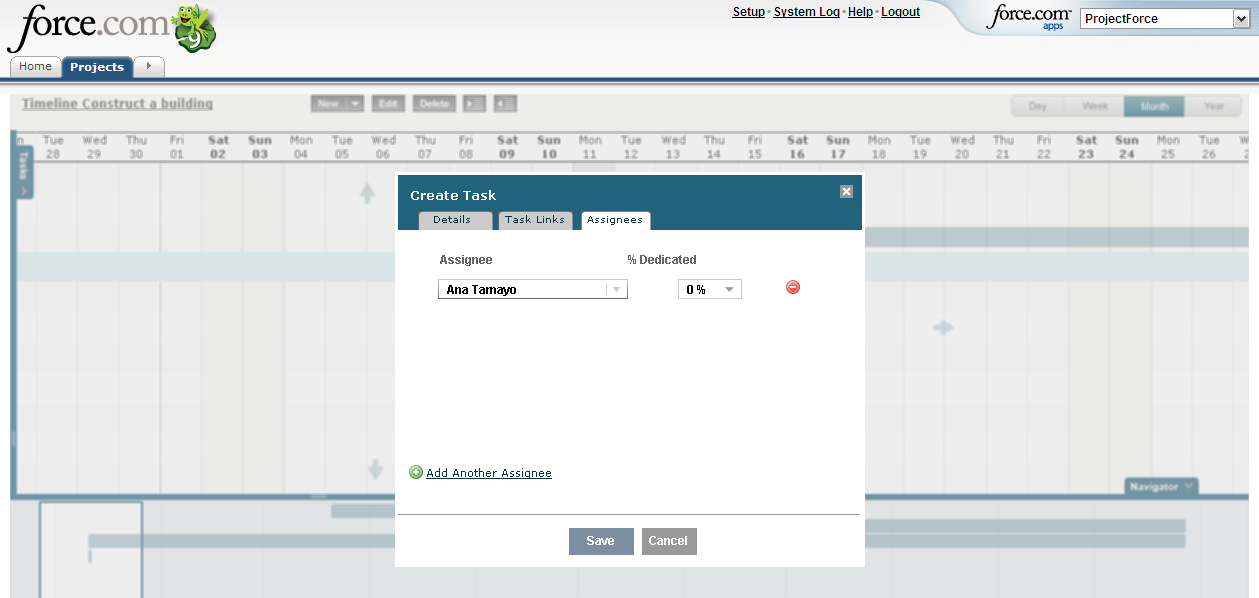 force.com 9
Setup · System Log · Help · Logout
force.com apps
ProjectForce
Home Projects
Timeline Construct a building
New Edit Delete
Day Week Month Year
n Tue Wed Thu Fri Sat Sun Mon Tue Wed Thu Fri Sat Sun Mon Tue Wed Thu Fri Sat Sun Mon Tue Wed Thu Fri Sat Sun Mon Tue We
28 29 30 01 02 03 04 05 06 07 08 09 10 11 12 13 14 15 16 17 18 19 20 21 22 23 24 25 26 2
Tasks
Create Task
Details Task Links Assignees
Assignee % Dedicated
Ana Tamayo 0 %
Add Another Assignee
Navigator
Save Cancel